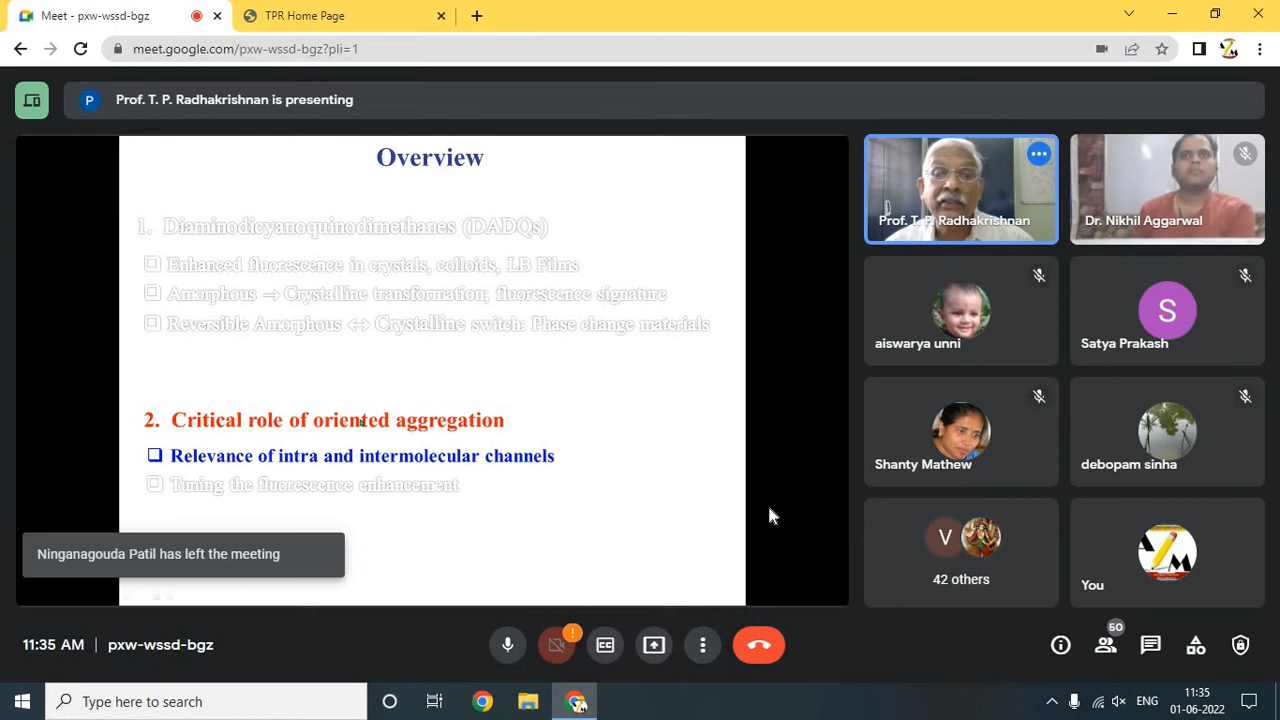 Meet - pxw-wssd-bgz
TPR Home Page
meet.google.com/pxw-wssd-bgz?pli=1
P Prof. T. P. Radhakrishnan is presenting
Overview
1. Diaminodicyanoquinodimethanes (DADQs)
❑ Enhanced fluorescence in crystals, colloids, LB Films
❑ Amorphous → Crystalline transformation; fluorescence signature
❑ Reversible Amorphous ↔ Crystalline switch: Phase change materials
2. Critical role of oriented aggregation
❑ Relevance of intra and intermolecular channels
❑ Tuning the fluorescence enhancement
Ninganagouda Patil has left the meeting
Prof. T. P. Radhakrishnan
Dr. Nikhil Aggarwal
aiswarya unni
S
Satya Prakash
Shanty Mathew
debopam sinha
V
42 others
You
11:35 AM | pxw-wssd-bgz
CC
50
Type here to search
ENG
11:35
01-06-2022